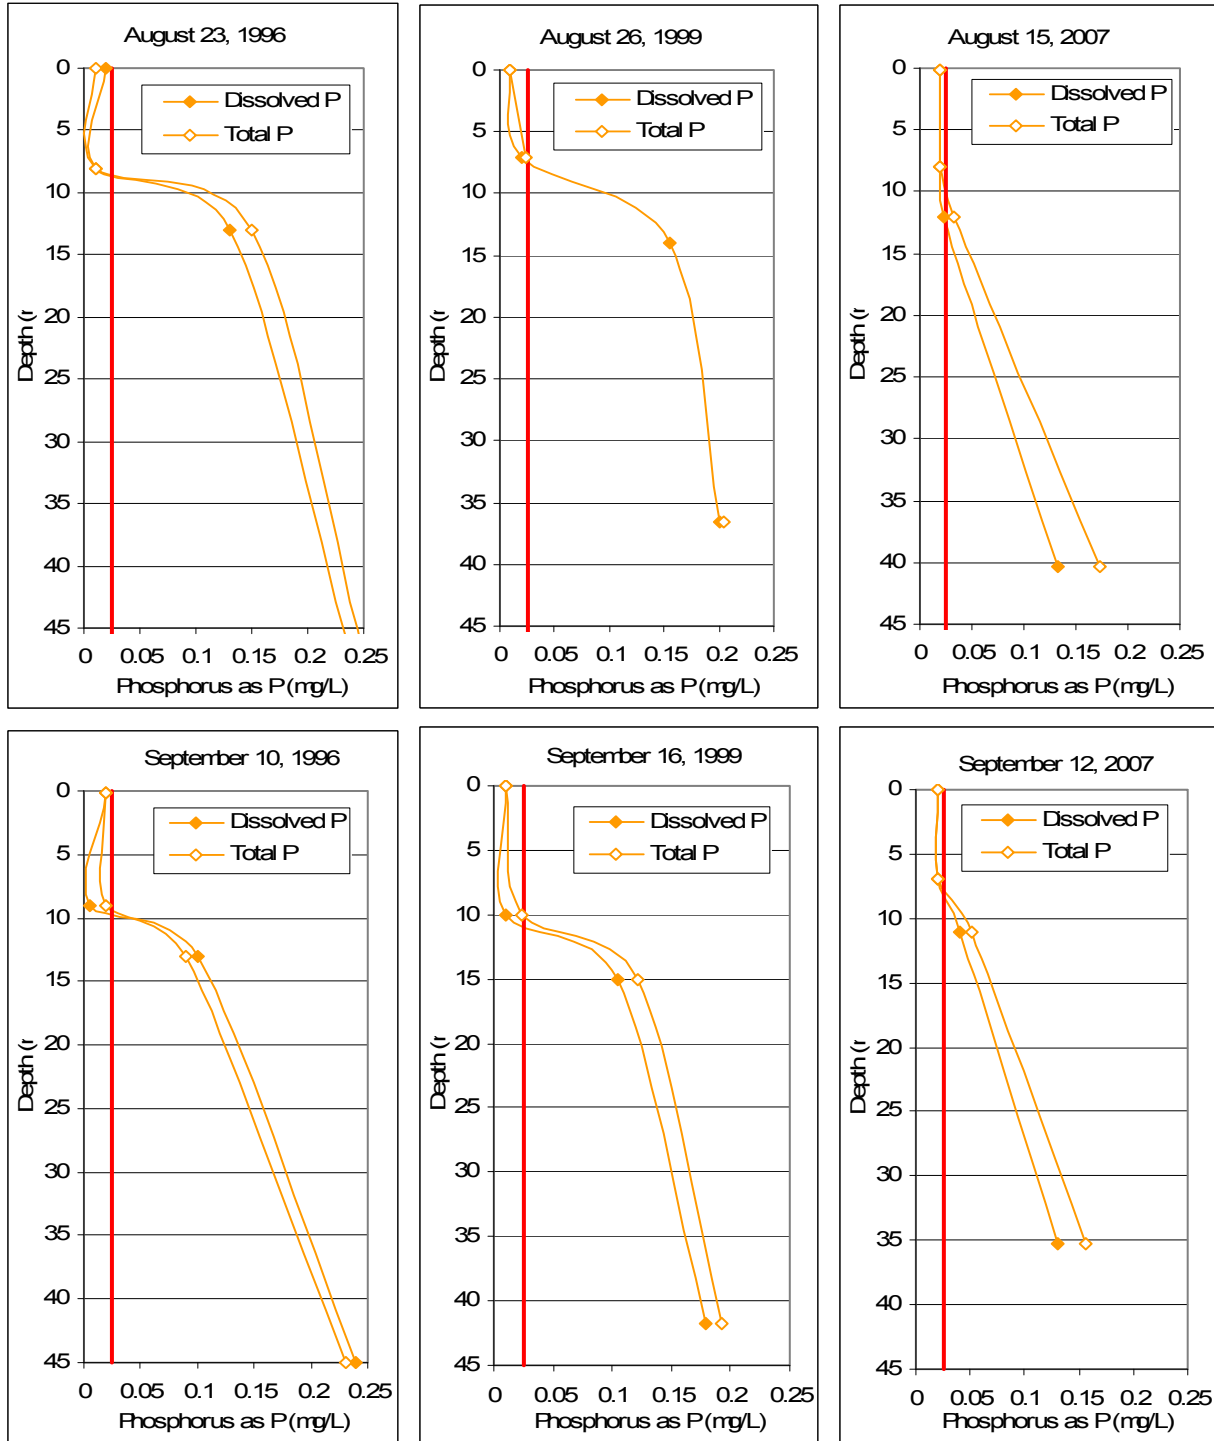 August 23, 1996
0
5
10
15
20
25
30
35
40
45
Depth (r
Dissolved P
Total P
0 0.05 0.1 0.15 0.2 0.25
Phosphorus as P (mg/L)
August 26, 1999
0
5
10
15
20
25
30
35
40
45
Depth (r
Dissolved P
Total P
0 0.05 0.1 0.15 0.2 0.25
Phosphorus as P (mg/L)
August 15, 2007
0
5
10
15
20
25
30
35
40
45
Depth (r
Dissolved P
Total P
0 0.05 0.1 0.15 0.2 0.25
Phosphorus as P (mg/L)
September 10, 1996
0
5
10
15
20
25
30
35
40
45
Depth (r
Dissolved P
Total P
0 0.05 0.1 0.15 0.2 0.25
Phosphorus as P (mg/L)
September 16, 1999
0
5
10
15
20
25
30
35
40
45
Depth (r
Dissolved P
Total P
0 0.05 0.1 0.15 0.2 0.25
Phosphorus as P (mg/L)
September 12, 2007
0
5
10
15
20
25
30
35
40
45
Depth (r
Dissolved P
Total P
0 0.05 0.1 0.15 0.2 0.25
Phosphorus as P (mg/L)